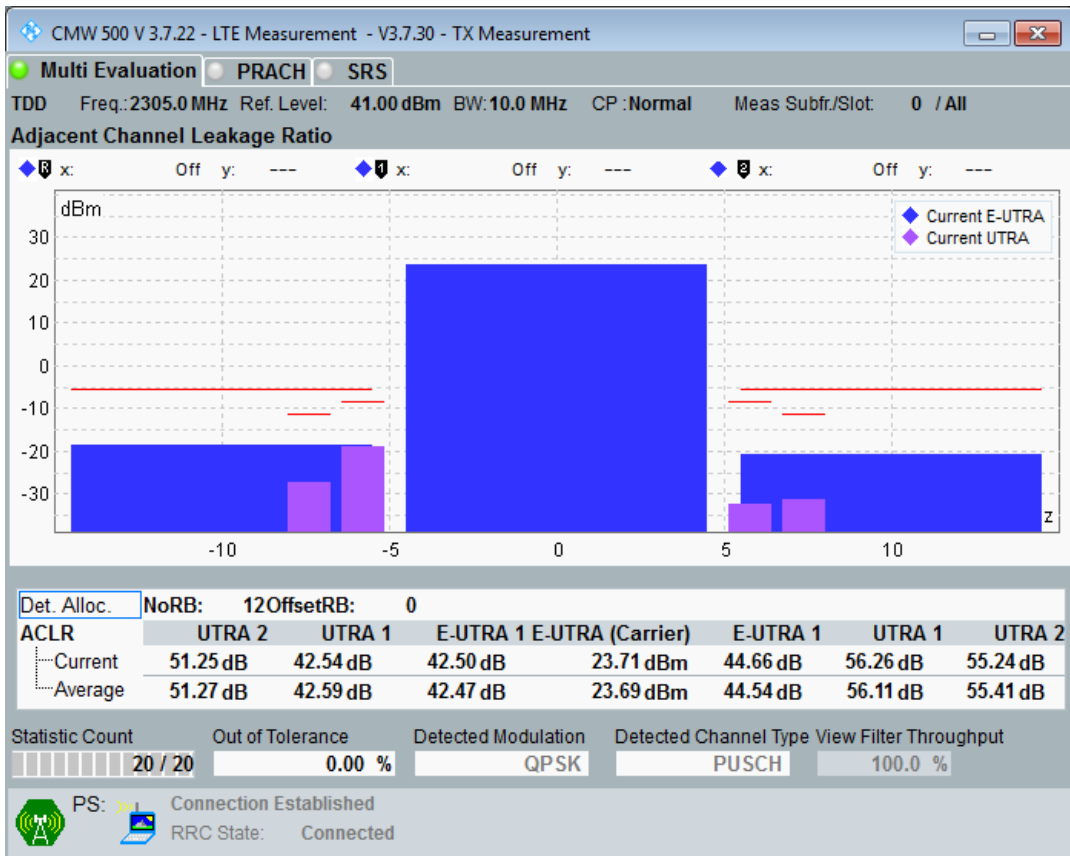 CMW 500 V 3.7.22 - LTE Measurement - V3.7.30 - TX Measurement
Multi Evaluation PRACH SRS
TDD Freq.: 2305.0 MHz Ref. Level: 41.00 dBm BW: 10.0 MHz CP : Normal Meas Subfr./Slot: 0 / All
Adjacent Channel Leakage Ratio
R x: Off y: --- 1 x: Off y: --- 2 x: Off y: ---
dBm
Current E-UTRA
Current UTRA
30
20
10
0
-10
-20
-30
z
-10 -5 0 5 10
Det. Alloc. NoRB: 12 OffsetRB: 0
ACLR UTRA 2 UTRA 1 E-UTRA 1 E-UTRA (Carrier) E-UTRA 1 UTRA 1 UTRA 2
Current 51.25 dB 42.54 dB 42.50 dB 23.71 dBm 44.66 dB 56.26 dB 55.24 dB
Average 51.27 dB 42.59 dB 42.47 dB 23.69 dBm 44.54 dB 56.11 dB 55.41 dB
Statistic Count Out of Tolerance Detected Modulation Detected Channel Type View Filter Throughput
20 / 20 0.00 % QPSK PUSCH 100.0 %
PS: Connection Established
RRC State: Connected